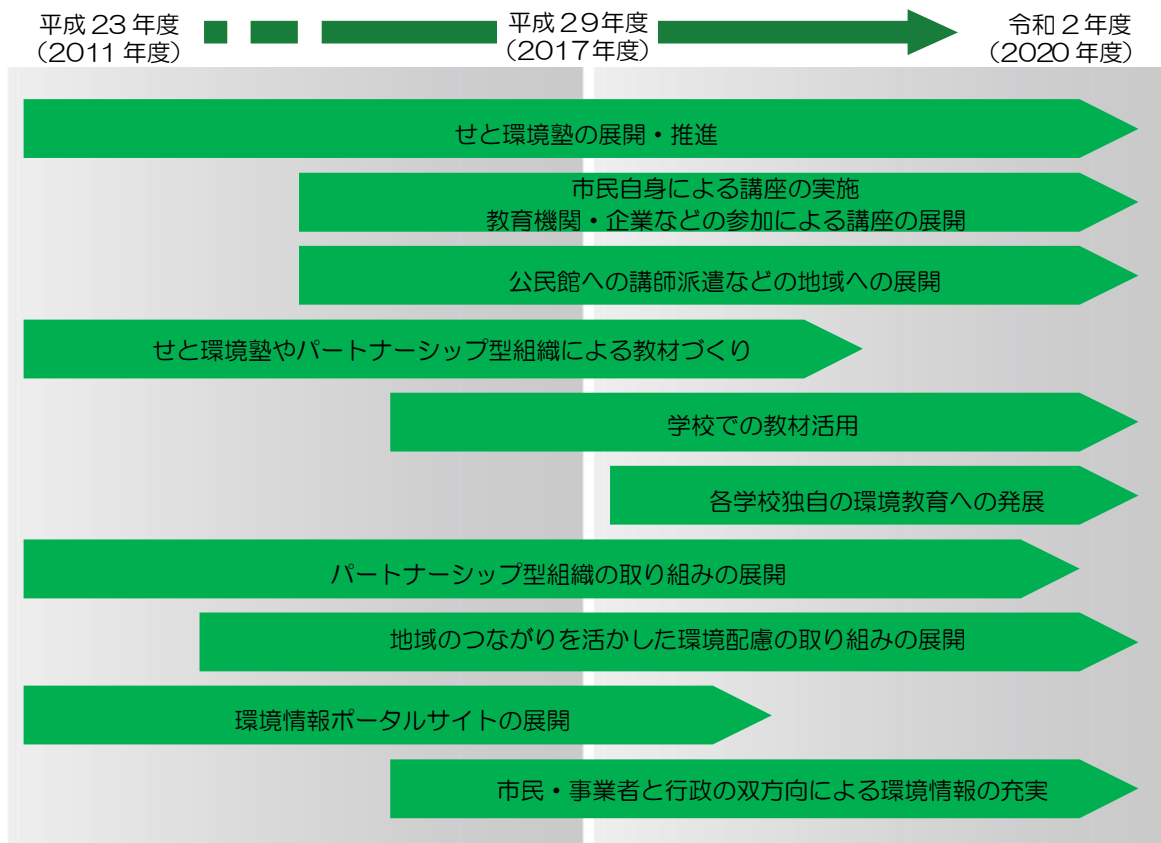 平成23年度
(2011年度)
平成29年度
(2017年度)
令和2年度
(2020年度)
せと環境塾の展開・推進
市民自身による講座の実施
教育機関・企業などの参加による講座の展開
公民館への講師派遣などの地域への展開
せと環境塾やパートナーシップ型組織による教材づくり
学校での教材活用
各学校独自の環境教育への発展
パートナーシップ型組織の取り組みの展開
地域のつながりを活かした環境配慮の取り組みの展開
環境情報ポータルサイトの展開
市民・事業者と行政の双方向による環境情報の充実